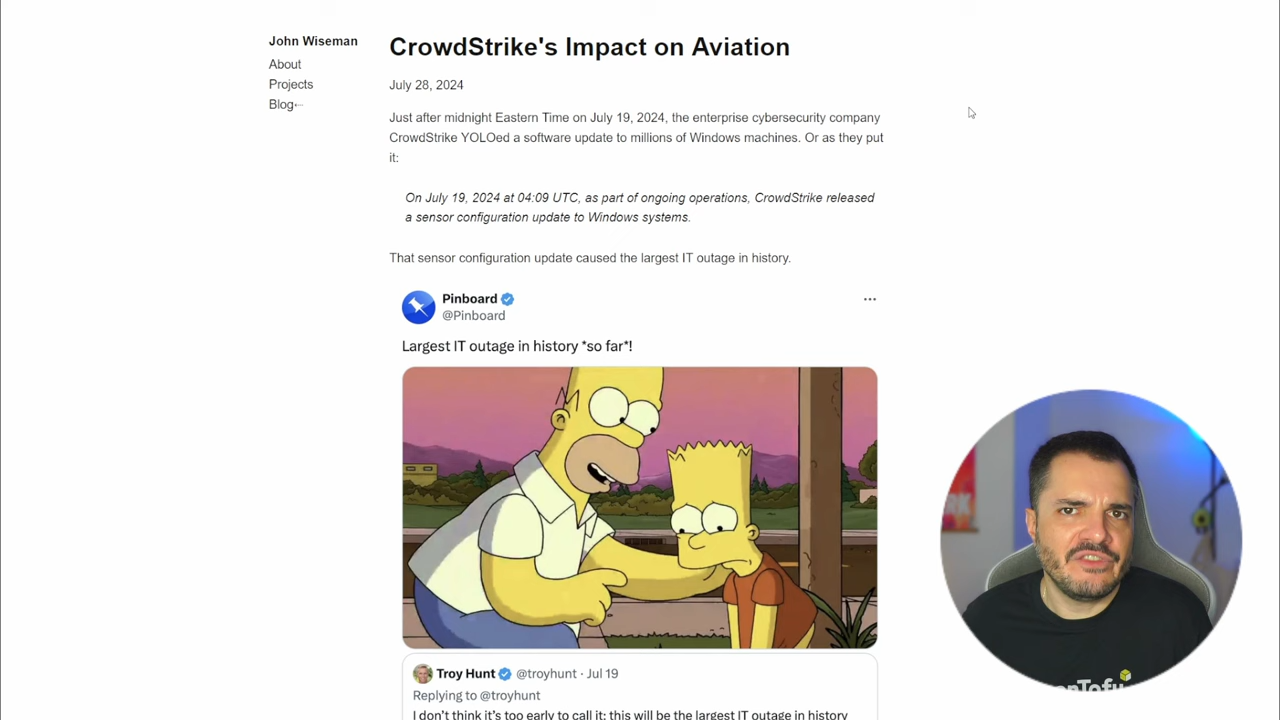 John Wiseman
About
Projects
Blog←
CrowdStrike's Impact on Aviation
July 28, 2024
Just after midnight Eastern Time on July 19, 2024, the enterprise cybersecurity company
CrowdStrike YOLOed a software update to millions of Windows machines. Or as they put
it:
On July 19, 2024 at 04:09 UTC, as part of ongoing operations, CrowdStrike released
a sensor configuration update to Windows systems.
That sensor configuration update caused the largest IT outage in history.
Pinboard
@Pinboard
Largest IT outage in history *so far*!
Troy Hunt @troyhunt · Jul 19
Replying to @troyhunt
I don't think it's too early to call it: this will be the largest IT outage in history